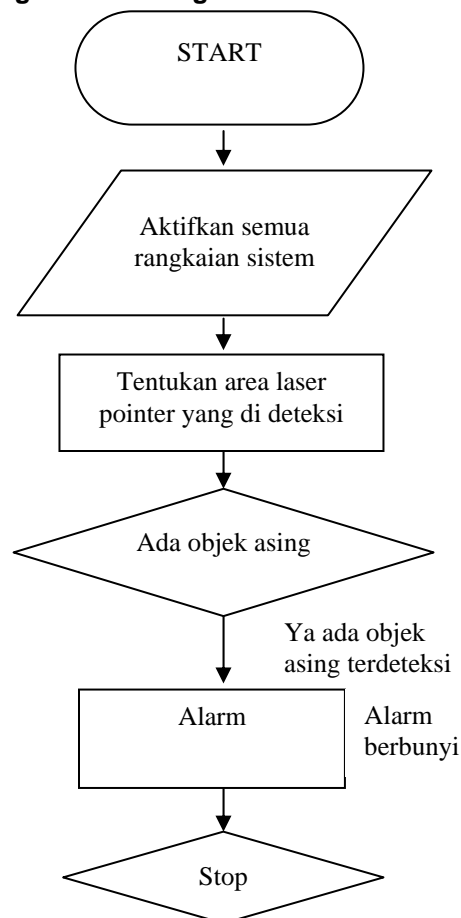 START
Aktifkan semua
rangkaian sistem
Tentukan area laser
pointer yang di deteksi
Ada objek asing
Ya ada objek
asing terdeteksi
Alarm
Alarm
berbunyi
Stop